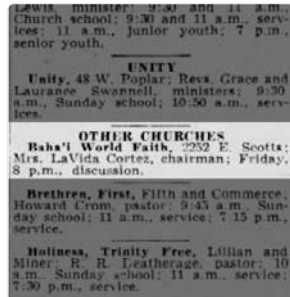 Lewis, minister; 9:30 and 11 a.m.,
Church school; 9:30 and 11 a.m., serv-
ices; 11 a.m., junior youth; 7 p.m.,
senior youth.
UNITY
Unity, 48 W. Poplar; Revs. Grace and
Laurance Swannell, ministers; 9:30
a.m., Sunday school; 10:50 a.m., serv-
ices.
OTHER CHURCHES
Baha'i World Faith, 2252 E. Scotts;
Mrs. LaVida Cortez, chairman; Friday,
8 p.m., discussion.
Brethren, First, Fifth and Commerce;
Howard Crom, pastor; 9:45 a.m., Sun-
day school; 11 a.m., service; 7:15 p.m.,
service.
Holiness, Trinity Free, Lillian and
Miner; R. R. Leatherage, pastor; 10
a.m., Sunday school; 11 a.m., service;
7:30 p.m., service.